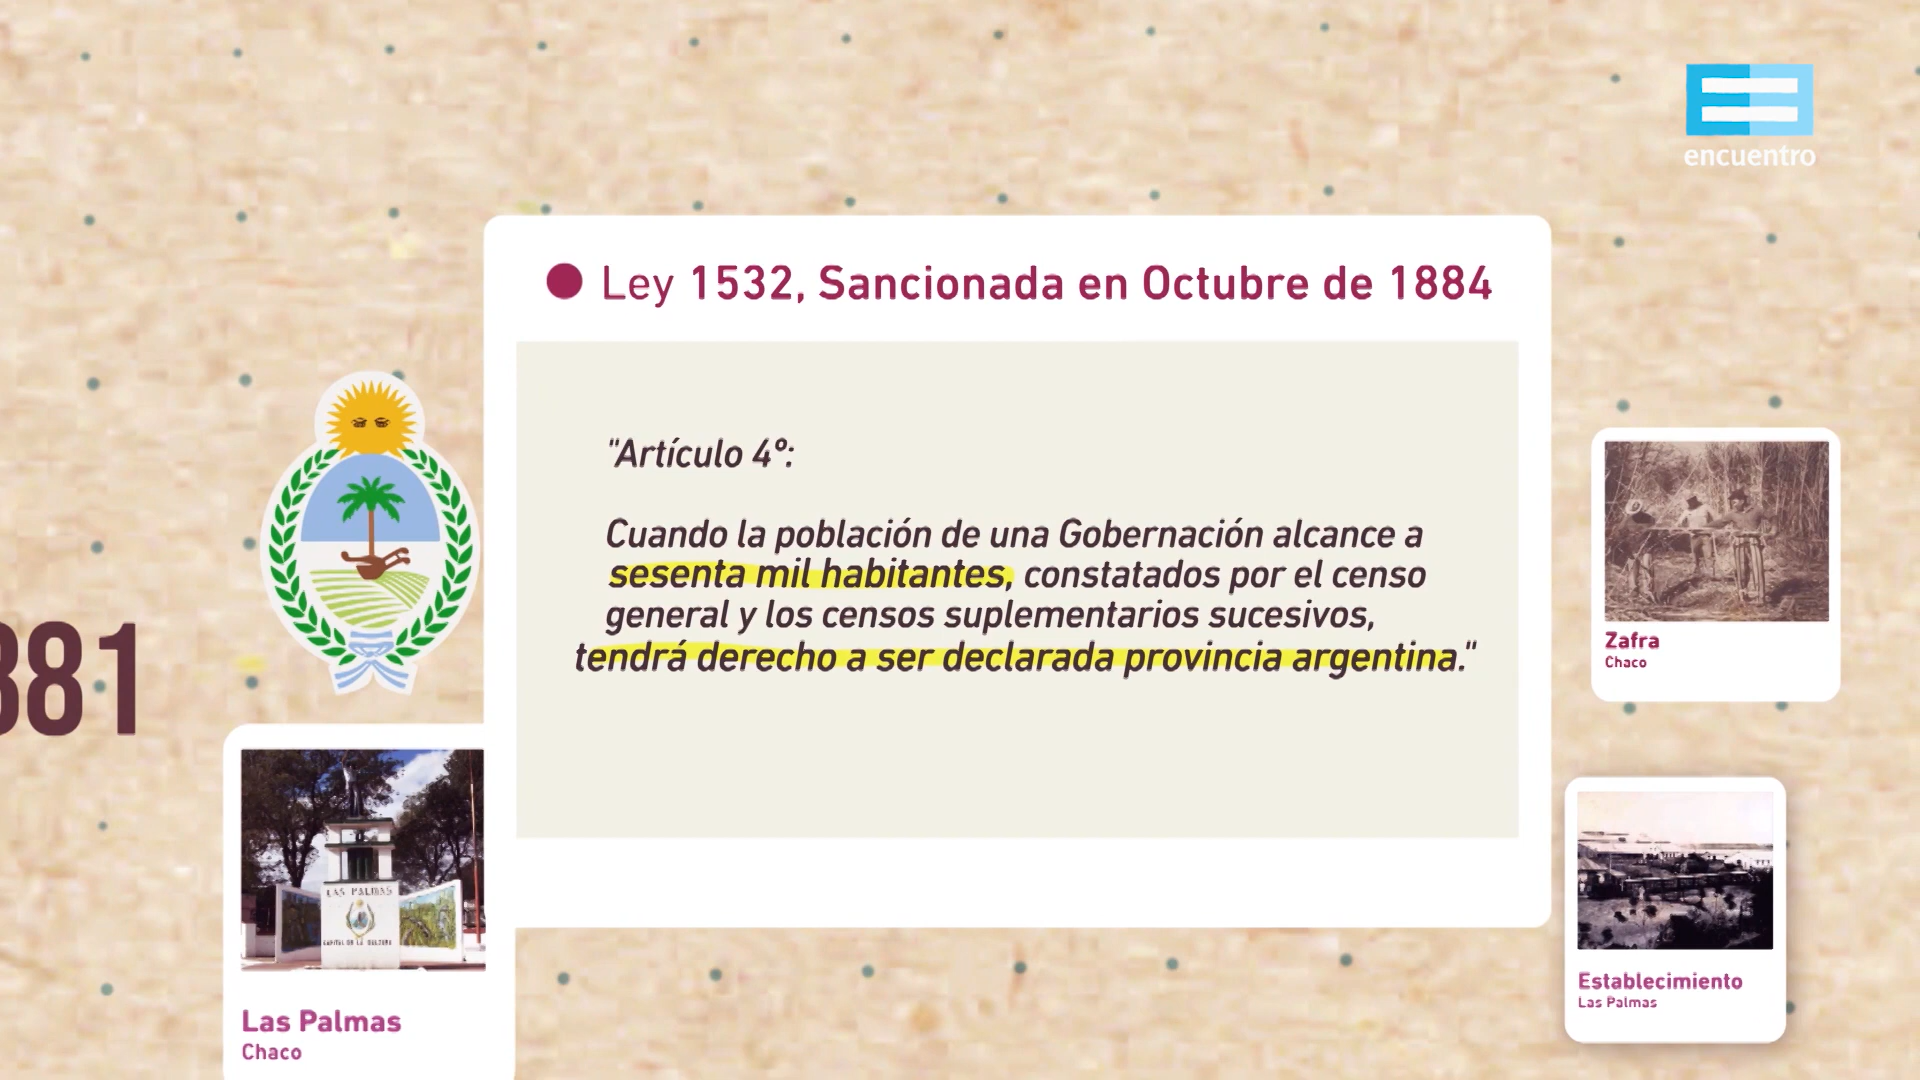 encuentro
Ley 1532, Sancionada en Octubre de 1884
"Artículo 4º:
Cuando la población de una Gobernación alcance a
sesenta mil habitantes, constatados por el censo
general y los censos suplementarios sucesivos,
tendrá derecho a ser declarada provincia argentina."
881
LAS PALMAS
Las Palmas
Chaco
Zafra
Chaco
Establecimiento
Las Palmas